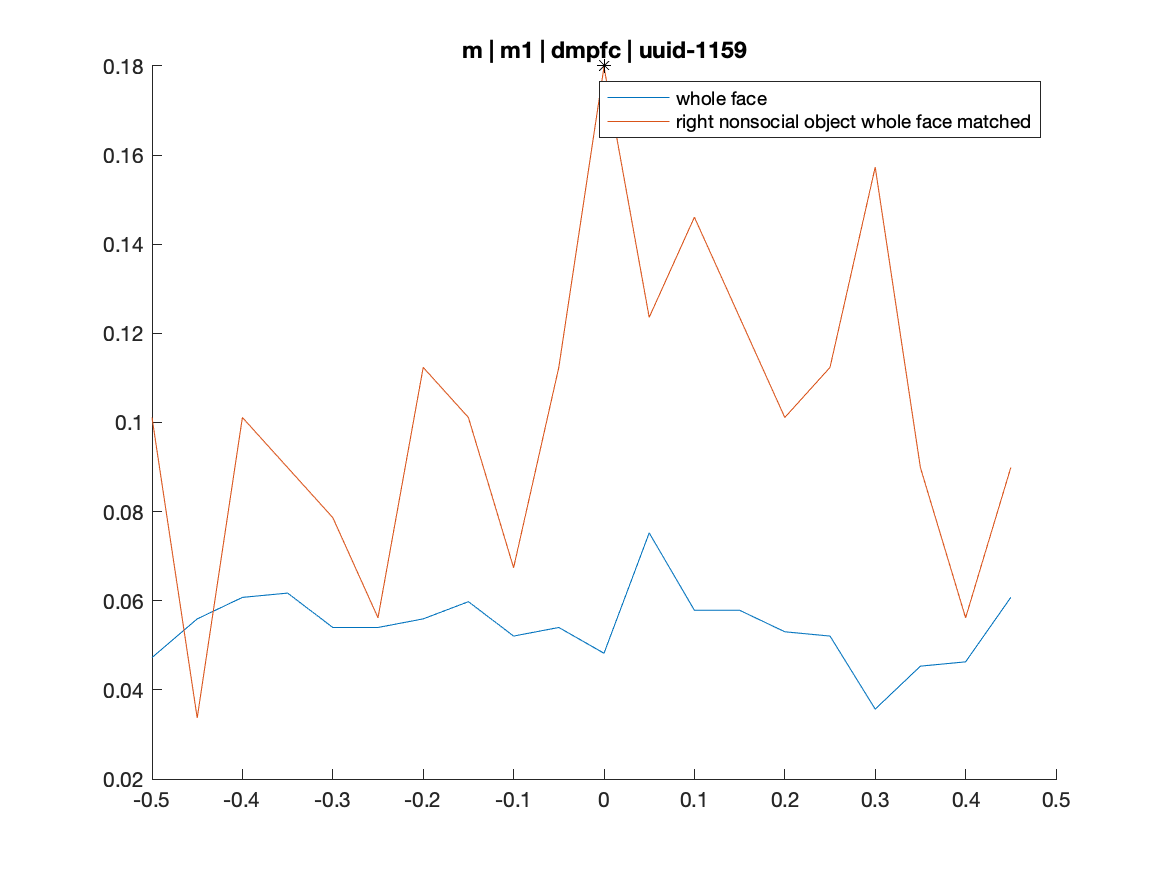 m | m1 | dmpfc | uuid-1159
0.18
whole face
right nonsocial object whole face matched
0.16
0.14
0.12
0.1
0.08
0.06
0.04
0.02
-0.5 -0.4 -0.3 -0.2 -0.1 0 0.1 0.2 0.3 0.4 0.5